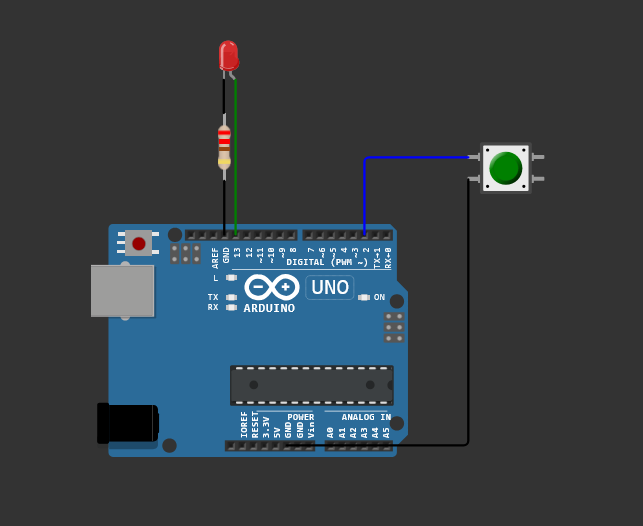 AREF
GND
13
12
~11
~10
~9
8
7
~6
~5
4
~3
2
TX→1
RX←0
DIGITAL (PWM ~)
L
TX
RX
UNO
ON
ARDUINO
POWER
ANALOG IN
IOREF
RESET
3.3V
5V
GND
GND
Vin
A0
A1
A2
A3
A4
A5